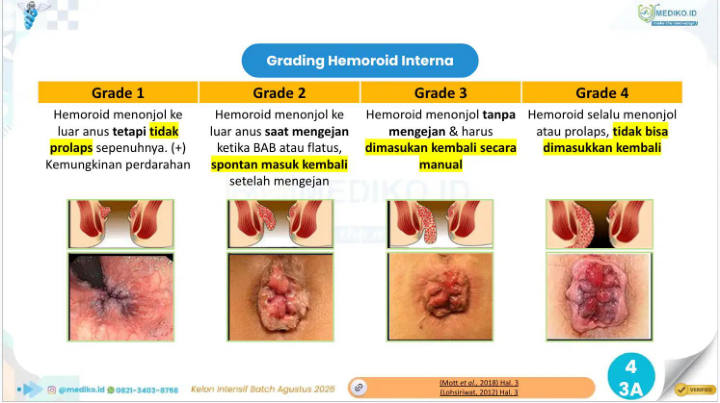 MEDIKO.ID
Grading Hemoroid Interna
Grade 1
Hemoroid menonjol ke
luar anus tetapi tidak
prolaps sepenuhnya. (+)
Kemungkinan perdarahan
Grade 2
Hemoroid menonjol ke
luar anus saat mengejan
ketika BAB atau flatus,
spontan masuk kembali
setelah mengejan
Grade 3
Hemoroid menonjol tanpa
mengejan & harus
dimasukan kembali secara
manual
Grade 4
Hemoroid selalu menonjol
atau prolaps, tidak bisa
dimasukkan kembali
MEDIKO.ID
@mediko.id 0821-3403-8768
Kelon Intensif Batch Agustus 2026
(Mott et al., 2018) Hal. 3
(Lohsiriwat, 2012) Hal. 3
4
3A
VERIFIED